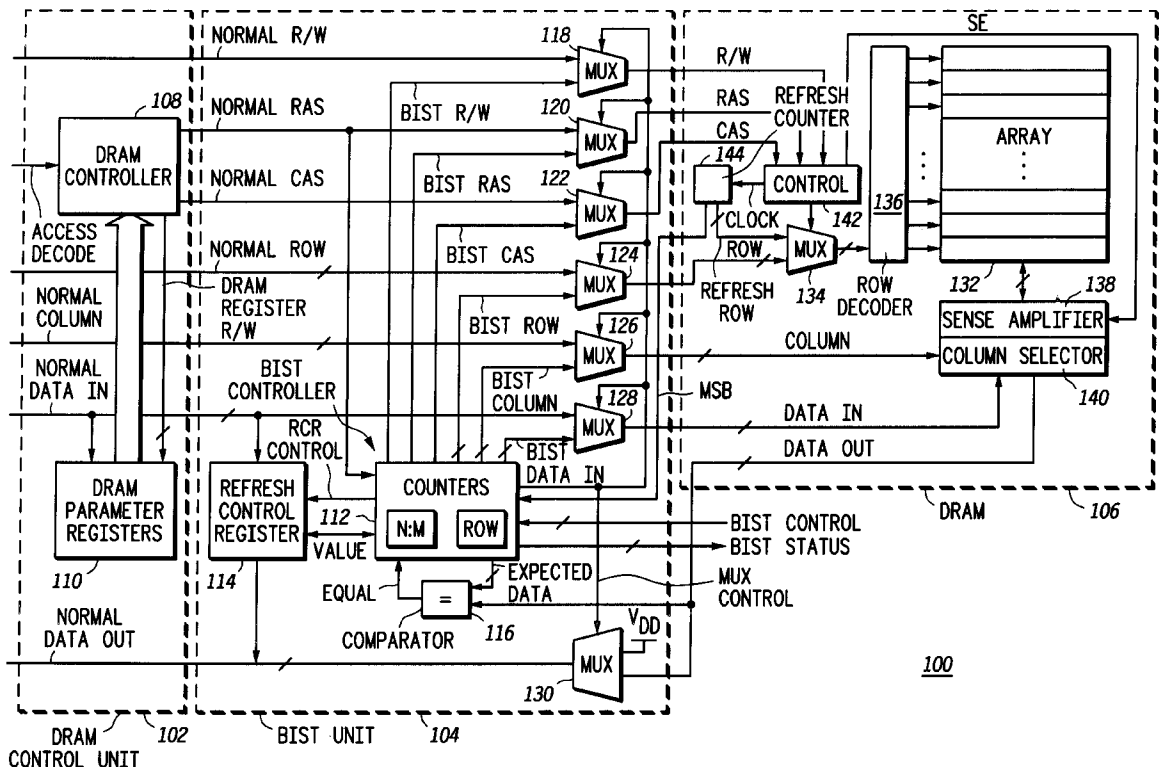 NORMAL R/W
118
MUX
R/W
SE
108
NORMAL RAS
BIST R/W
120
MUX
RAS
REFRESH
COUNTER
DRAM
CONTROLLER
CAS
ARRAY
NORMAL CAS
BIST RAS
122
MUX
144
CONTROL
136
142
CLOCK
ACCESS
DECODE
NORMAL ROW
BIST CAS
124
MUX
ROW
MUX
134
REFRESH
ROW
ROW
DECODER
132
138
NORMAL
COLUMN
DRAM
REGISTER
R/W
BIST ROW
126
MUX
COLUMN
SENSE AMPLIFIER
COLUMN SELECTOR
140
NORMAL
DATA IN
BIST
CONTROLLER
BIST
COLUMN
128
MUX
MSB
DATA IN
RCR
CONTROL
BIST
DATA IN
DATA OUT
DRAM
PARAMETER
REGISTERS
110
REFRESH
CONTROL
REGISTER
114
112
COUNTERS
N:M
ROW
VALUE
DRAM
106
BIST CONTROL
BIST STATUS
EQUAL
EXPECTED
DATA
MUX
CONTROL
=
116
COMPARATOR
NORMAL
DATA OUT
VDD
MUX
130
100
DRAM
CONTROL UNIT
102
BIST UNIT
104